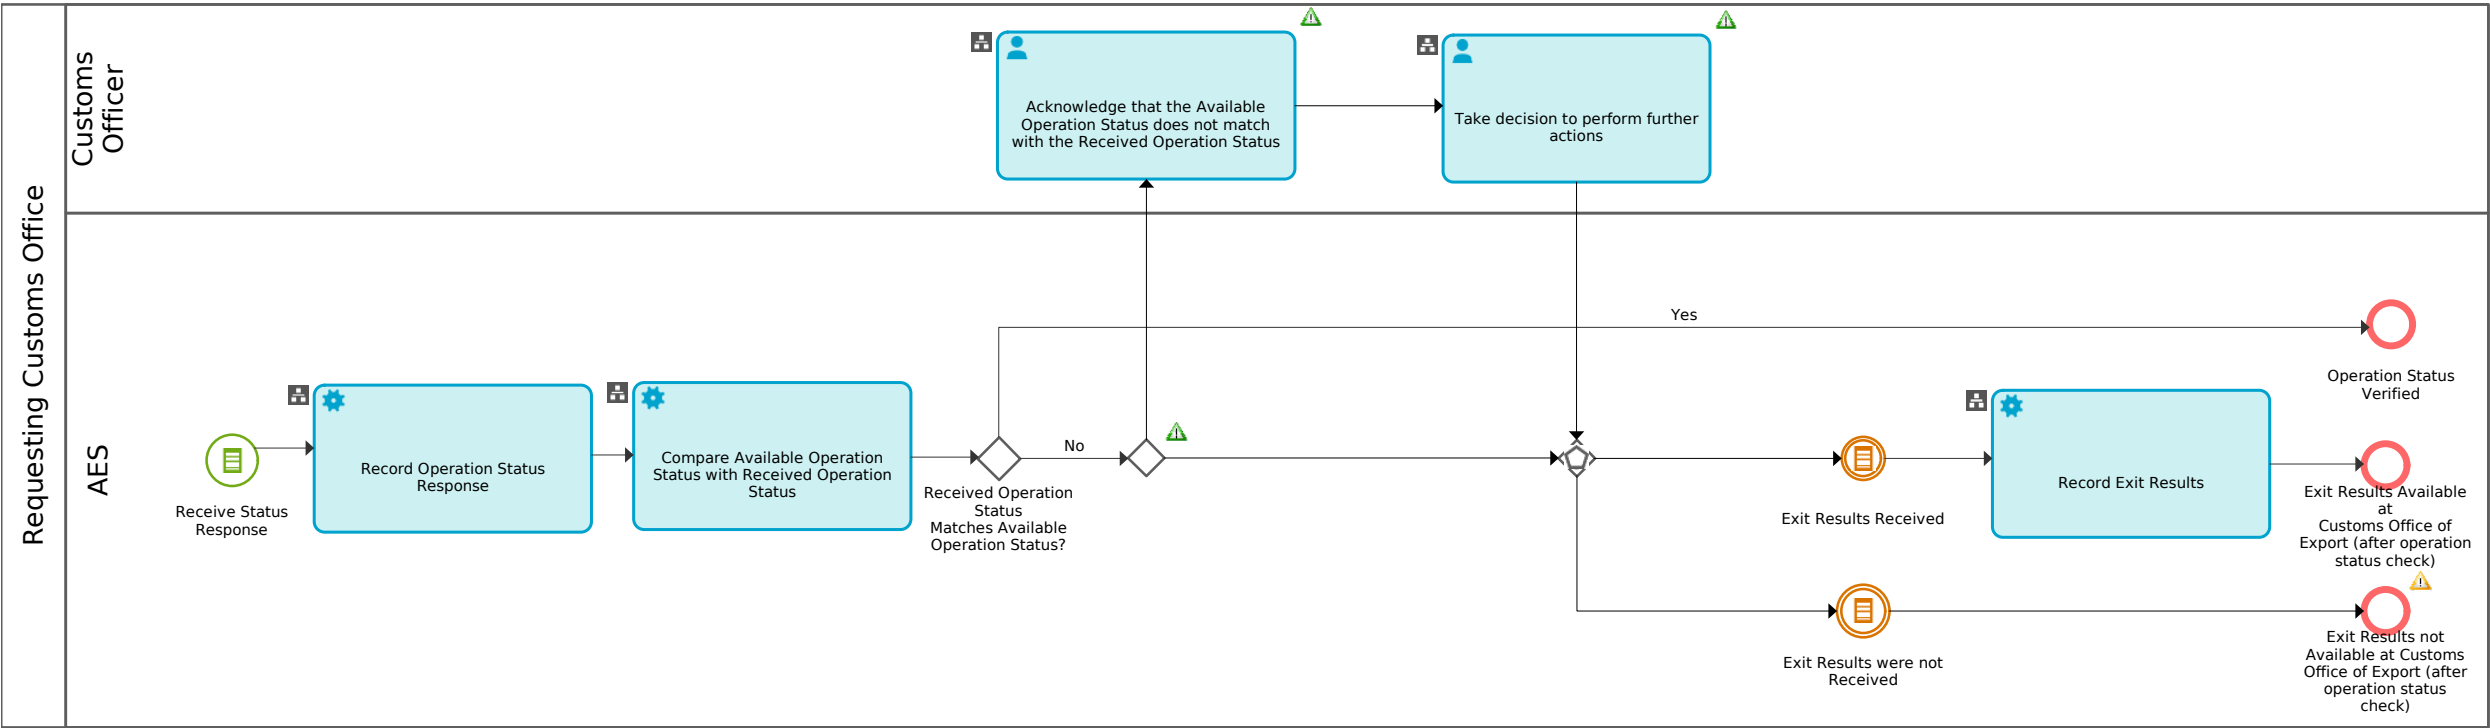 Requesting Customs Office
Customs
Officer
Acknowledge that the Available
Operation Status does not match
with the Received Operation Status
Take decision to perform further
actions
AES
Receive Status
Response
Record Operation Status
Response
Compare Available Operation
Status with Received Operation
Status
Received Operation
Status
Matches Available
Operation Status?
Yes
No
Operation Status
Verified
Exit Results Received
Record Exit Results
Exit Results Available
at
Customs Office of
Export (after operation
status check)
Exit Results were not
Received
Exit Results not
Available at Customs
Office of Export (after
operation status
check)